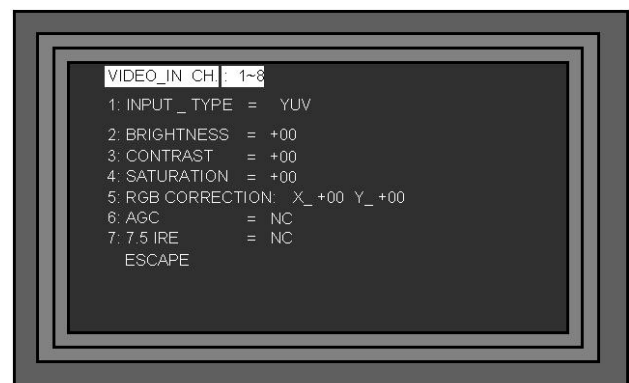 VIDEO_IN CH. : 1~8
1: INPUT _ TYPE = YUV
2: BRIGHTNESS = +00
3: CONTRAST = +00
4: SATURATION = +00
5: RGB CORRECTION: X_ +00 Y_ +00
6: AGC = NC
7: 7.5 IRE = NC
ESCAPE